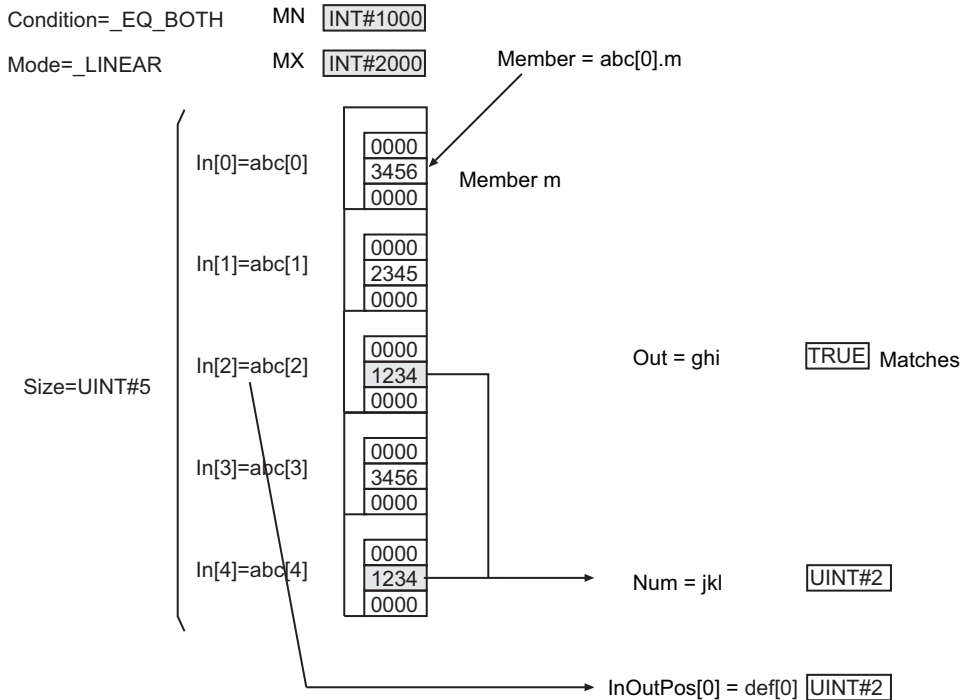 Condition=_EQ_BOTH MN INT#1000
Mode=_LINEAR MX INT#2000 Member = abc[0].m
0000
In[0]=abc[0] 3456
Member m
0000
0000
In[1]=abc[1] 2345
0000
0000
In[2]=abc[2] 1234
0000
Out = ghi TRUE Matches
Size=UINT#5
0000
In[3]=abc[3] 3456
0000
0000
In[4]=abc[4] 1234
0000
Num = jkl UINT#2
InOutPos[0] = def[0] UINT#2